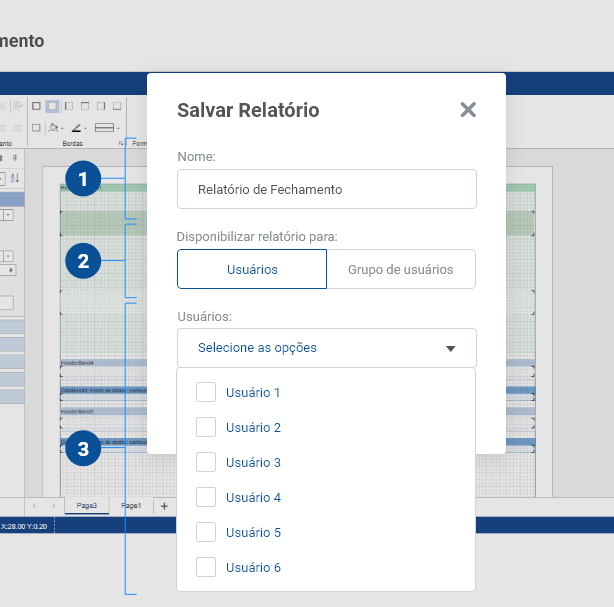 mento
Salvar Relatório
Bordas
Form
1
Nome:
Relatório de Fechamento
Disponibilizar relatório para:
2
Usuários
Grupo de usuários
Usuários:
Selecione as opções
HeaderBand4
Usuário 1
HeaderBand5
Usuário 2
3
Usuário 3
Usuário 4
Page3
Page1
X:28.00 Y:0.20
Usuário 5
Usuário 6